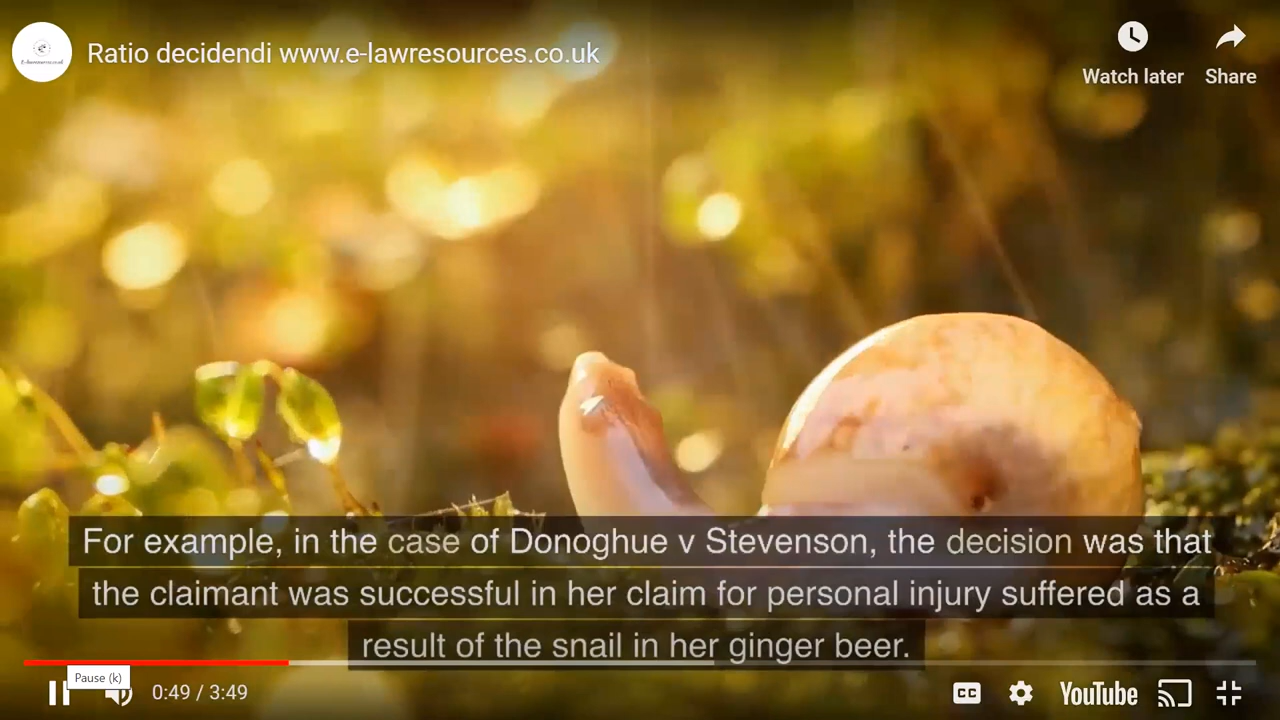 Ratio decidendi www.e-lawresources.co.uk
Watch later
Share
For example, in the case of Donoghue v Stevenson, the decision was that
the claimant was successful in her claim for personal injury suffered as a
result of the snail in her ginger beer.
Pause (k)
0:49 / 3:49
CC
YouTube